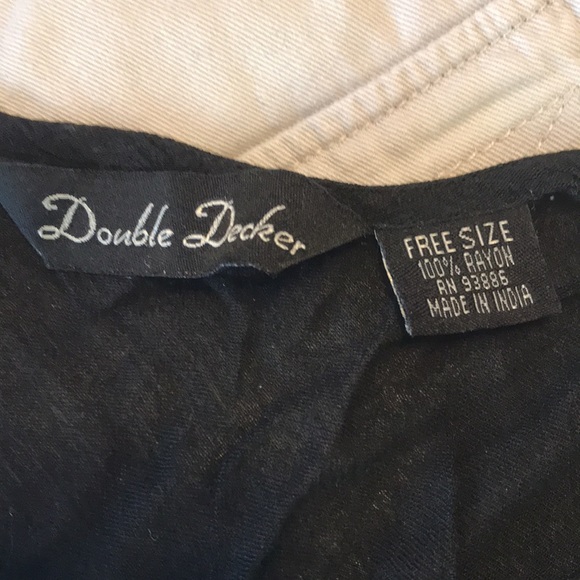 Double Decker
FREE SIZE
100% RAYON
RN 93886
MADE IN INDIA